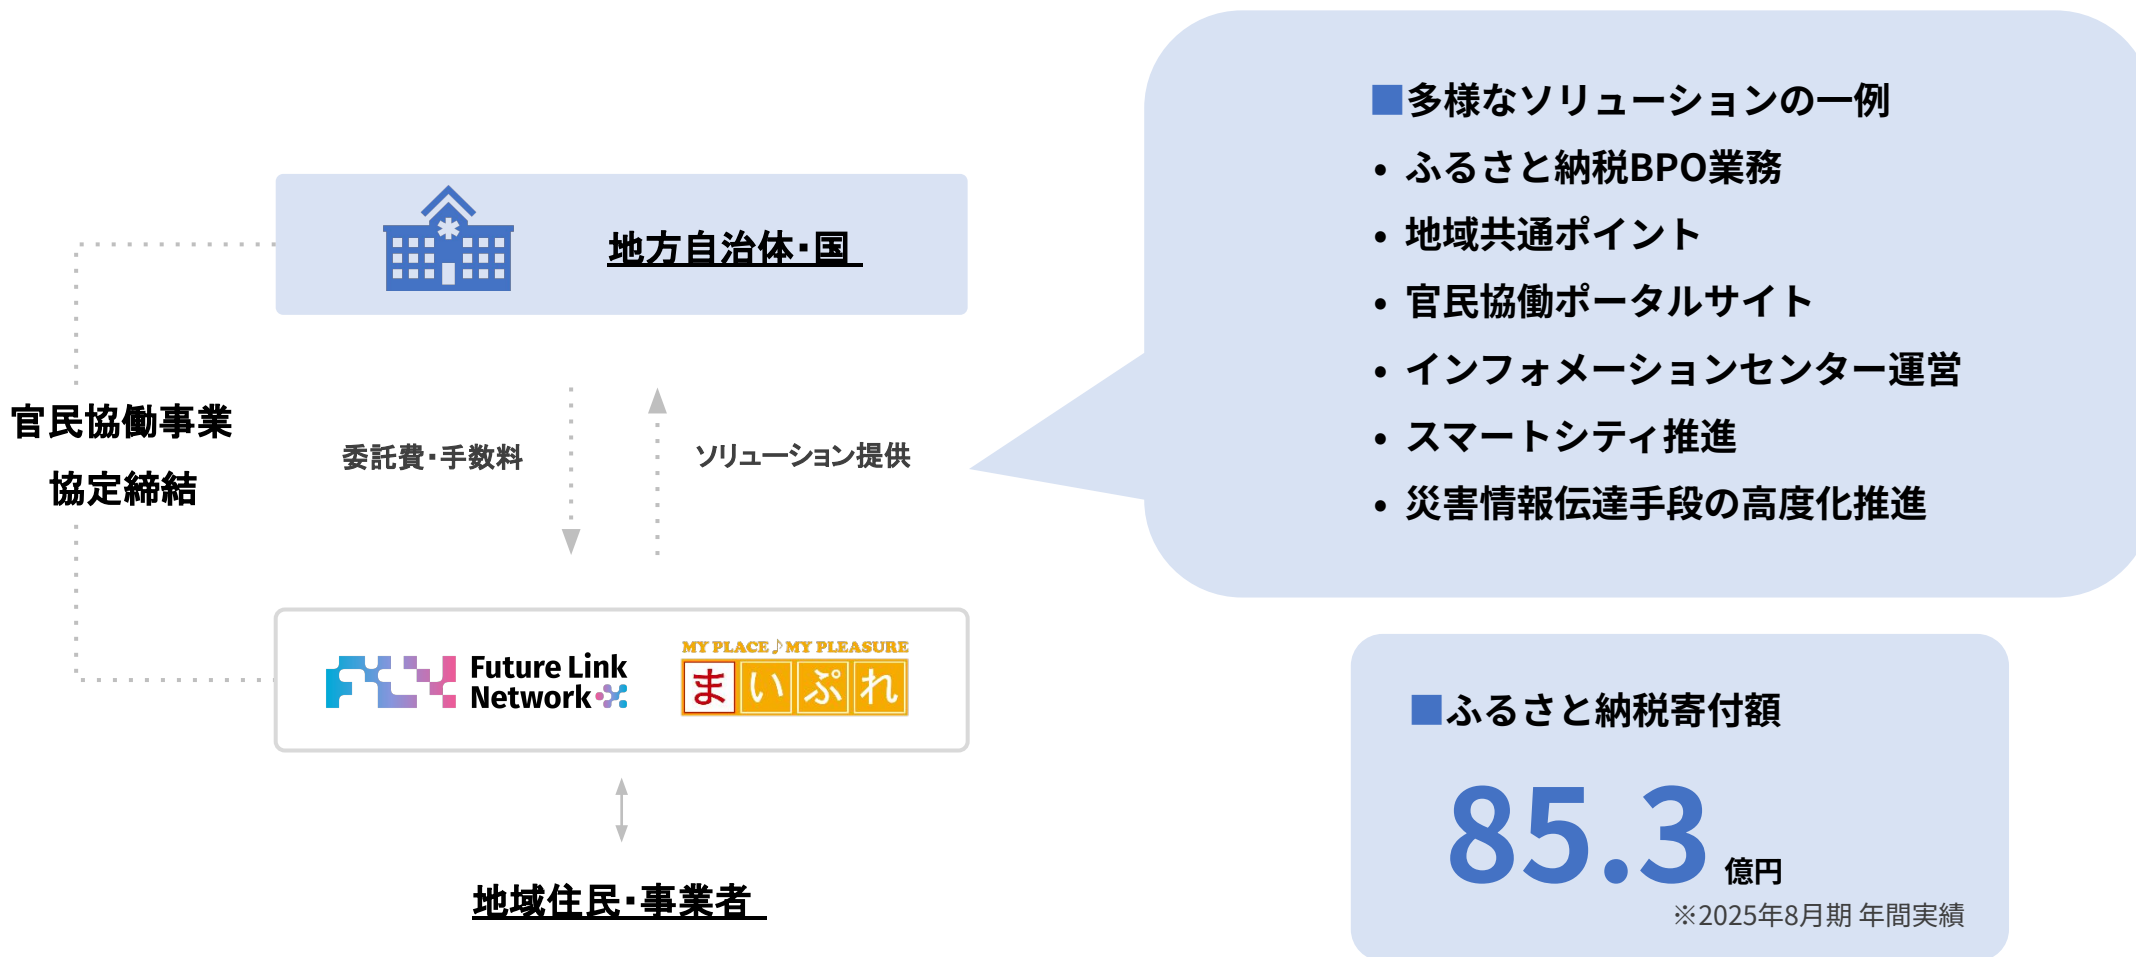 地方自治体・国
官民協働事業
協定締結
委託費・手数料
ソリューション提供
Future Link
Network
MY PLACE♪MY PLEASURE
まいぷれ
地域住民・事業者
■多様なソリューションの一例
• ふるさと納税BPO業務
• 地域共通ポイント
• 官民協働ポータルサイト
• インフォメーションセンター運営
• スマートシティ推進
• 災害情報伝達手段の高度化推進
■ふるさと納税寄付額
85.3億円
※2025年8月期 年間実績